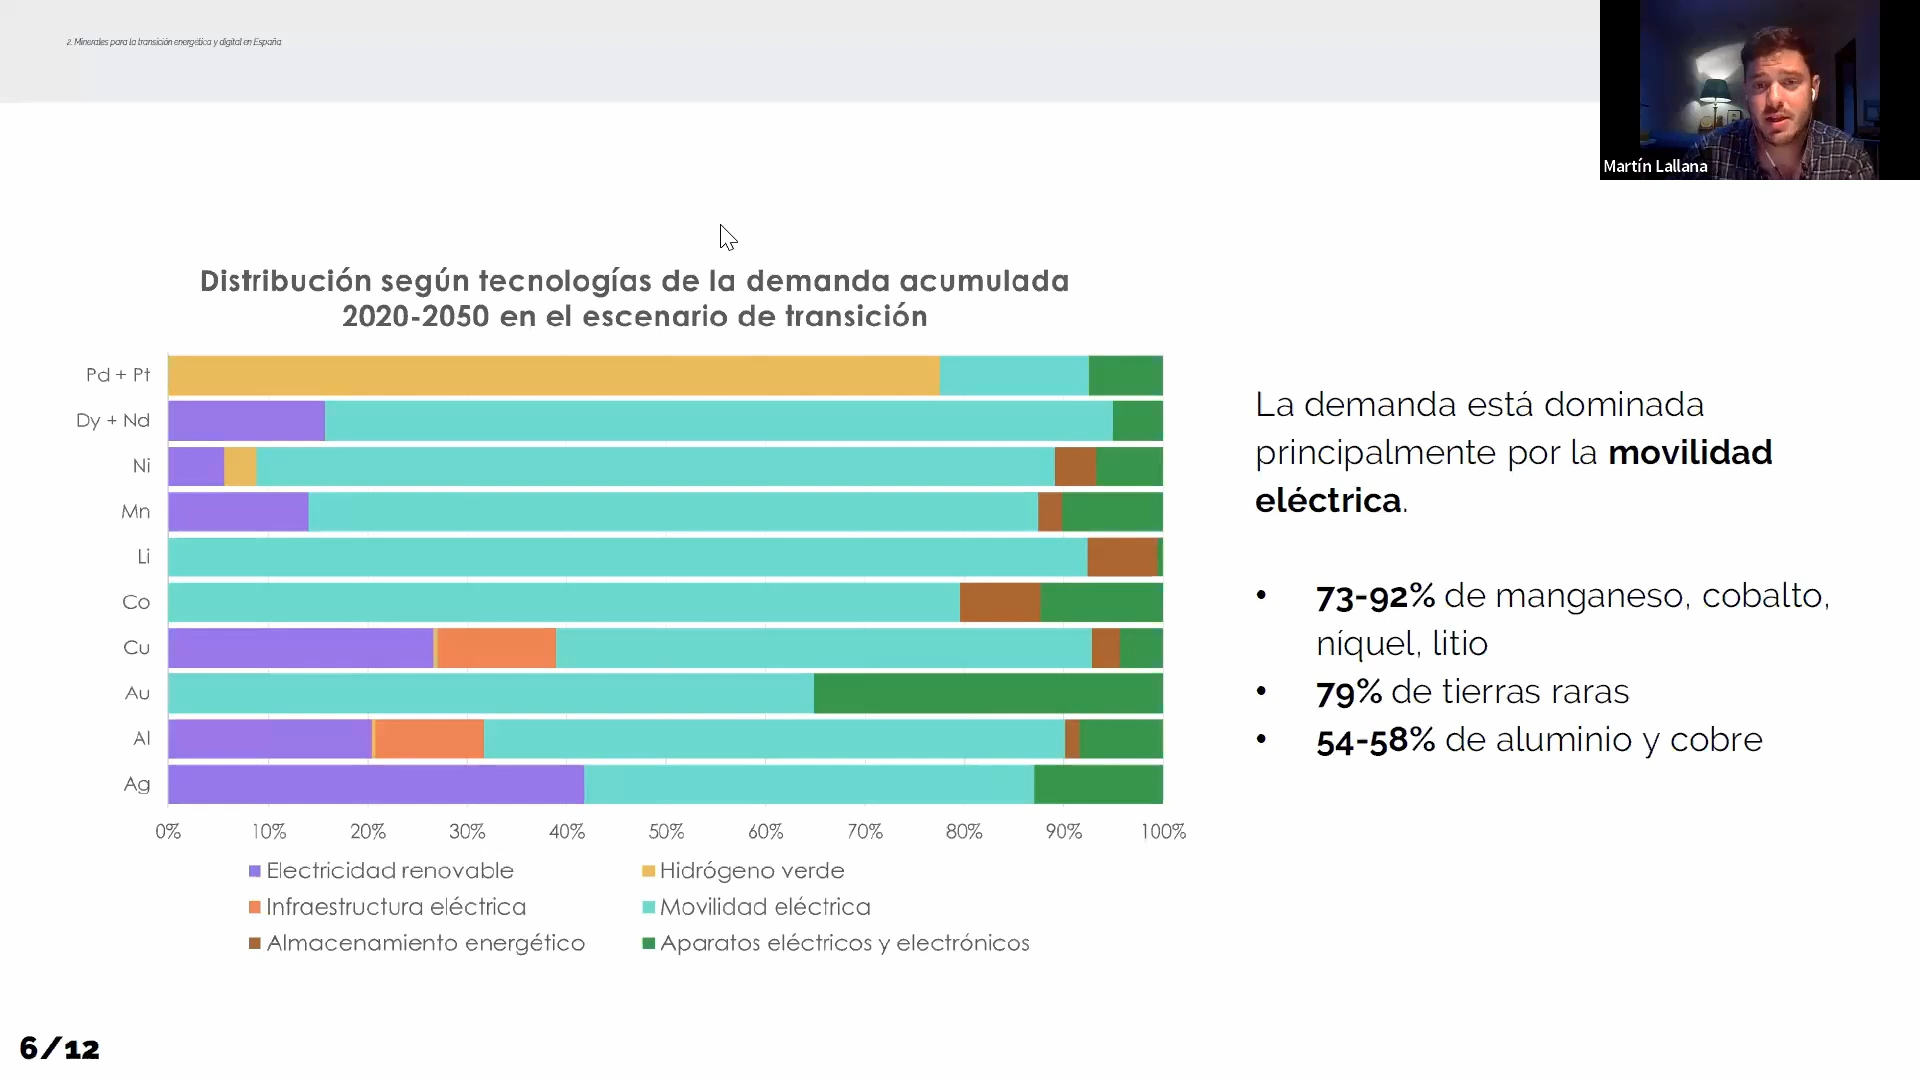 2. Minerales para la transición energética y digital en España
Martín Lallana
Distribución según tecnologías de la demanda acumulada
2020-2050 en el escenario de transición
Pd + Pt
Dy + Nd
Ni
Mn
Li
Co
Cu
Au
Al
Ag
0% 10% 20% 30% 40% 50% 60% 70% 80% 90% 100%
Electricidad renovable Hidrógeno verde
Infraestructura eléctrica Movilidad eléctrica
Almacenamiento energético Aparatos eléctricos y electrónicos
La demanda está dominada
principalmente por la movilidad
eléctrica.
• 73-92% de manganeso, cobalto,
níquel, litio
• 79% de tierras raras
• 54-58% de aluminio y cobre
6/12